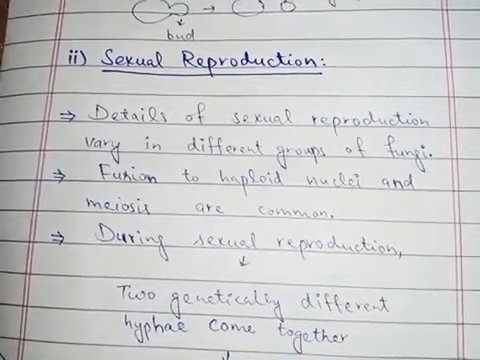 bud
ii) Sexual Reproduction:
⇒ Details of sexual reproduction
vary in different groups of fungi.
⇒ Fusion to haploid nuclei and
meiosis are common.
⇒ During sexual reproduction,
Two genetically different
hyphae come together